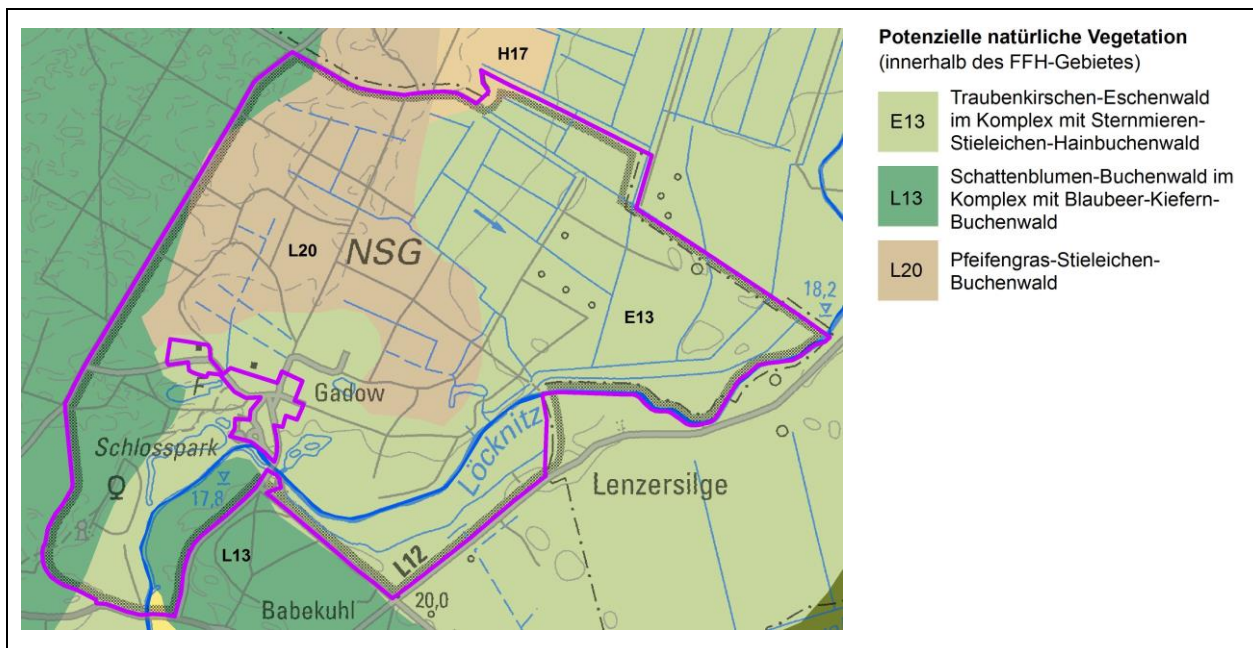 H17
L20
NSG
E13
18,2
F
Gadow
Schlosspark
17,8
Löcknitz
Lenzersilge
L13
L12
Babekuhl
20,0
Potenzielle natürliche Vegetation
(innerhalb des FFH-Gebietes)
E13
Traubenkirschen-Eschenwald
im Komplex mit Sternmieren-
Stieleichen-Hainbuchenwald
L13
Schattenblumen-Buchenwald im
Komplex mit Blaubeer-Kiefern-
Buchenwald
L20
Pfeifengras-Stieleichen-
Buchenwald